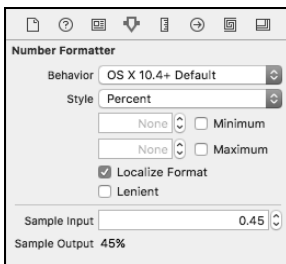 Number Formatter
Behavior OS X 10.4+ Default
Style Percent
None Minimum
None Maximum
Localize Format
Lenient
Sample Input 0.45
Sample Output 45%